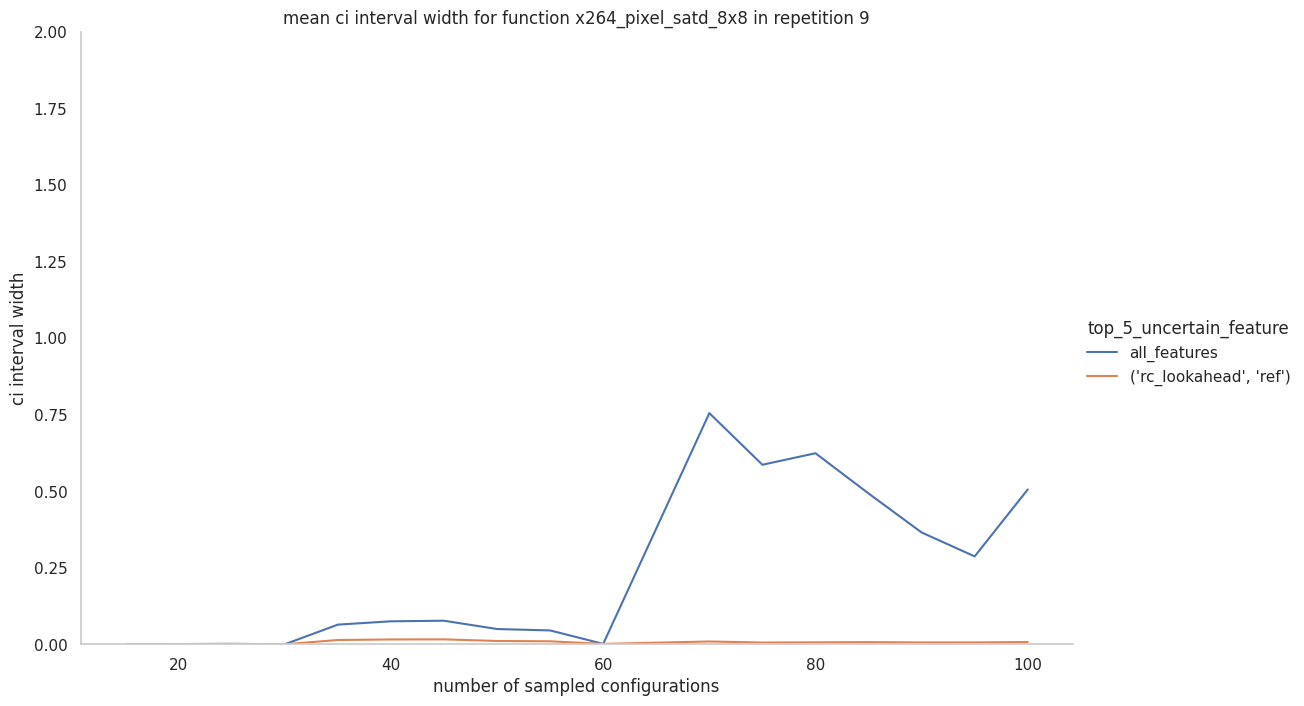 mean ci interval width for function x264_pixel_satd_8x8 in repetition 9
2.00
1.75
1.50
1.25
1.00
0.75
0.50
0.25
0.00
ci interval width
20
40
60
80
100
number of sampled configurations
top_5_uncertain_feature
all_features
('rc_lookahead', 'ref')